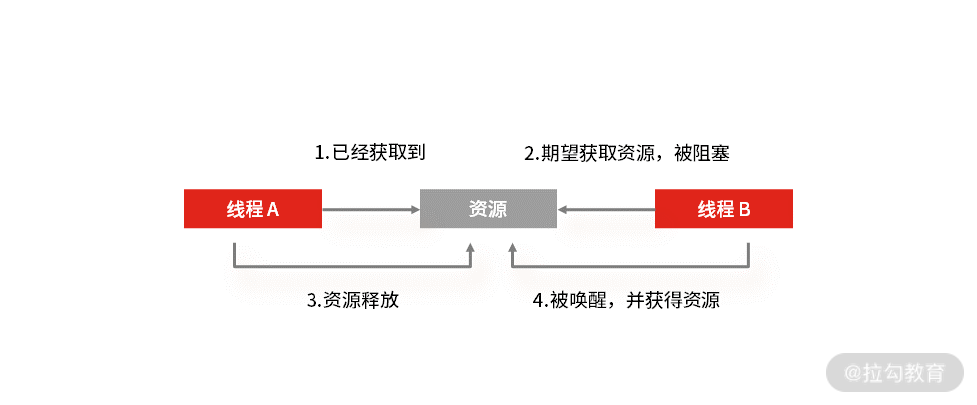 1.已经获取到
2.期望获取资源，被阻塞
线程 A
资源
线程 B
3.资源释放
4.被唤醒，并获得资源
@拉勾教育